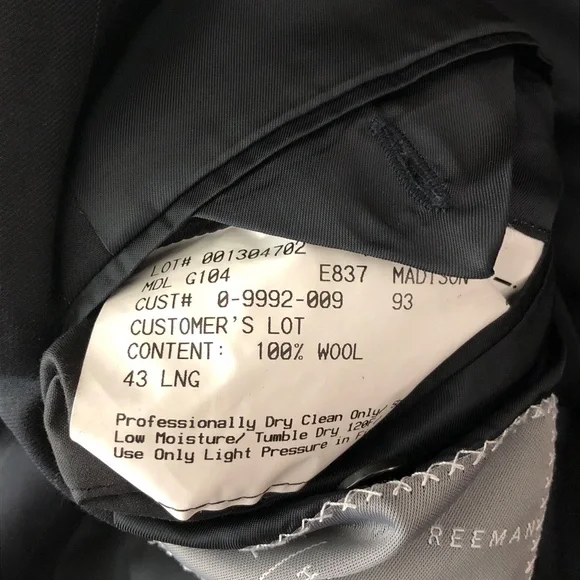 LOT# 001304702
MDL G104 E837 MADISON
CUST# 0-9992-009 93
CUSTOMER'S LOT
CONTENT: 100% WOOL
43 LNG
Professionally Dry Clean Only/
Low Moisture/ Tumble Dry 120F
Use Only Light Pressure in
REEMAN